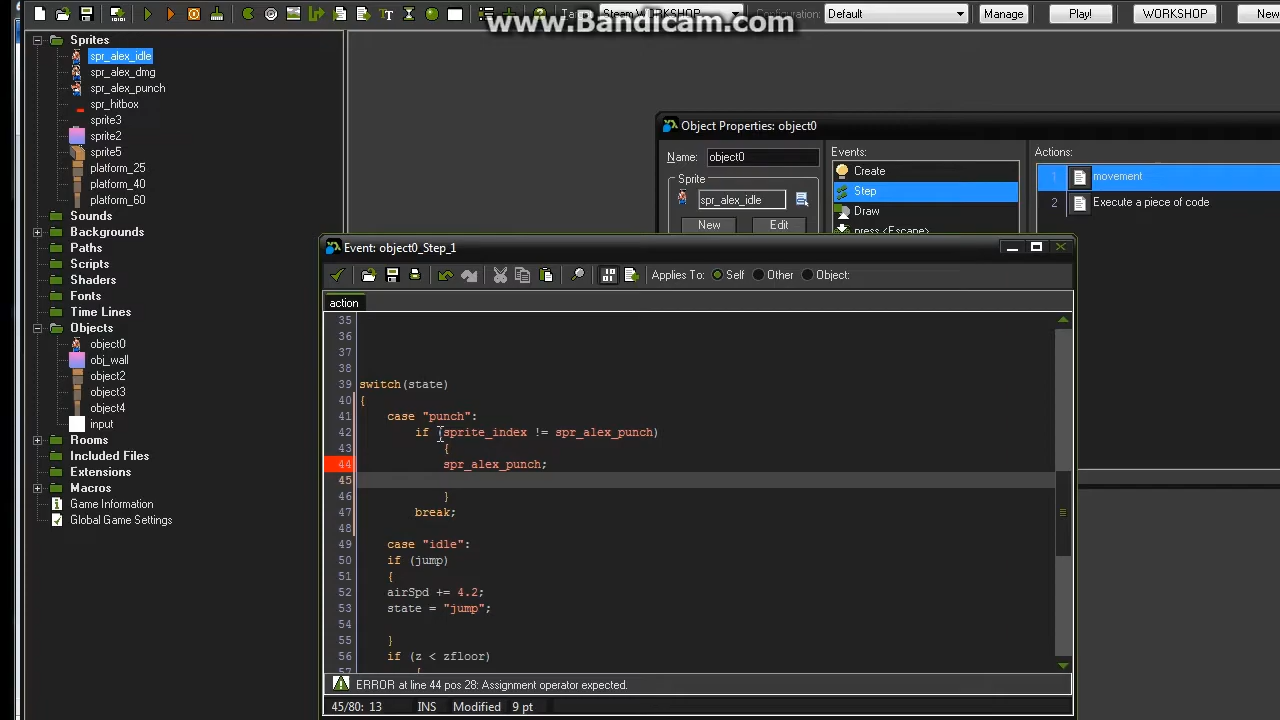 www.Bandicam.com
Target: Steam WORKSHOP Configuration: Default Manage Play! WORKSHOP New
Sprites
spr_alex_idle
spr_alex_dmg
spr_alex_punch
spr_hitbox
sprite3
sprite2
sprite5
platform_25
platform_40
platform_60
Sounds
Backgrounds
Paths
Scripts
Shaders
Fonts
Time Lines
Objects
object0
obj_wall
object2
object3
object4
input
Rooms
Included Files
Extensions
Macros
Game Information
Global Game Settings
Object Properties: object0
Name: object0
Sprite
spr_alex_idle
New Edit
Events:
Create
Step
Draw
press <Escape>
Actions:
1 movement
2 Execute a piece of code
Event: object0_Step_1
Applies To: Self Other Object:
action
35
36
37
38
39 switch(state)
40 {
41 case "punch":
42 if (sprite_index != spr_alex_punch)
43 {
44 spr_alex_punch;
45
46 }
47 break;
48
49 case "idle":
50 if (jump)
51 {
52 airSpd += 4.2;
53 state = "jump";
54
55 }
56 if (z < zfloor)
57 {
ERROR at line 44 pos 28: Assignment operator expected.
45/80: 13 INS Modified 9 pt